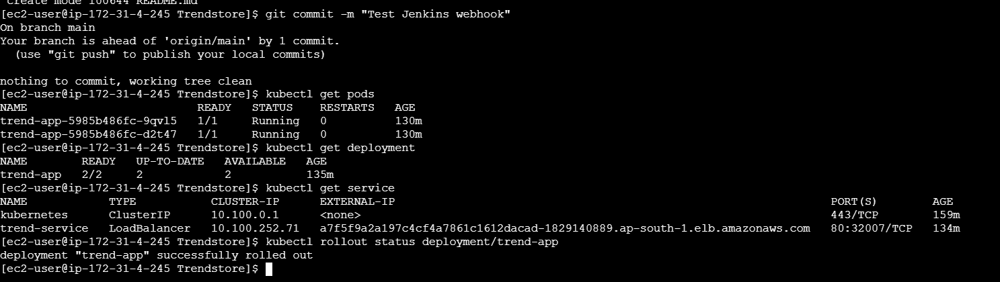 create mode 100644 README.md
[ec2-user@ip-172-31-4-245 Trendstore]$ git commit -m "Test Jenkins webhook"
On branch main
Your branch is ahead of 'origin/main' by 1 commit.
  (use "git push" to publish your local commits)

nothing to commit, working tree clean
[ec2-user@ip-172-31-4-245 Trendstore]$ kubectl get pods
NAME                         READY   STATUS    RESTARTS   AGE
trend-app-5985b486fc-9qvl5   1/1     Running   0          130m
trend-app-5985b486fc-d2t47   1/1     Running   0          130m
[ec2-user@ip-172-31-4-245 Trendstore]$ kubectl get deployment
NAME        READY   UP-TO-DATE   AVAILABLE   AGE
trend-app   2/2     2            2           135m
[ec2-user@ip-172-31-4-245 Trendstore]$ kubectl get service
NAME            TYPE           CLUSTER-IP      EXTERNAL-IP                                                                PORT(S)        AGE
kubernetes      ClusterIP      10.100.0.1      <none>                                                                     443/TCP        159m
trend-service   LoadBalancer   10.100.252.71   a7f5f9a2a197c4cf4a7861c1612dacad-1829140889.ap-south-1.elb.amazonaws.com   80:32007/TCP   134m
[ec2-user@ip-172-31-4-245 Trendstore]$ kubectl rollout status deployment/trend-app
deployment "trend-app" successfully rolled out
[ec2-user@ip-172-31-4-245 Trendstore]$